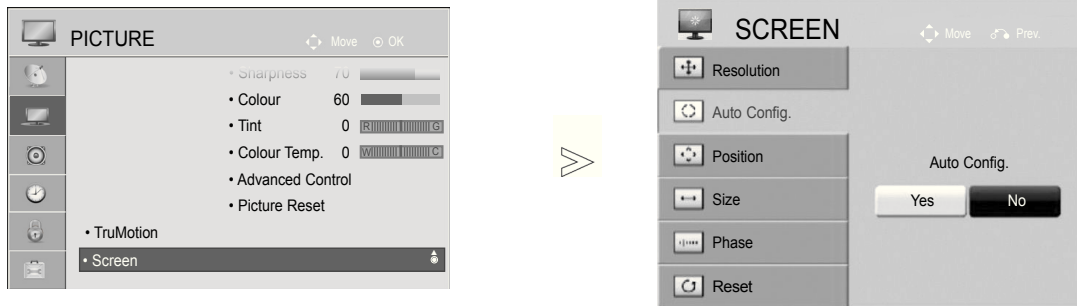 PICTURE
Move OK
• Sharpness 70
• Colour 60
• Tint 0 R G
• Colour Temp. 0 W C
• Advanced Control
• Picture Reset
• TruMotion
• Screen
SCREEN
Move Prev.
Resolution
Auto Config.
Position
Size
Phase
Reset
Auto Config.
Yes No